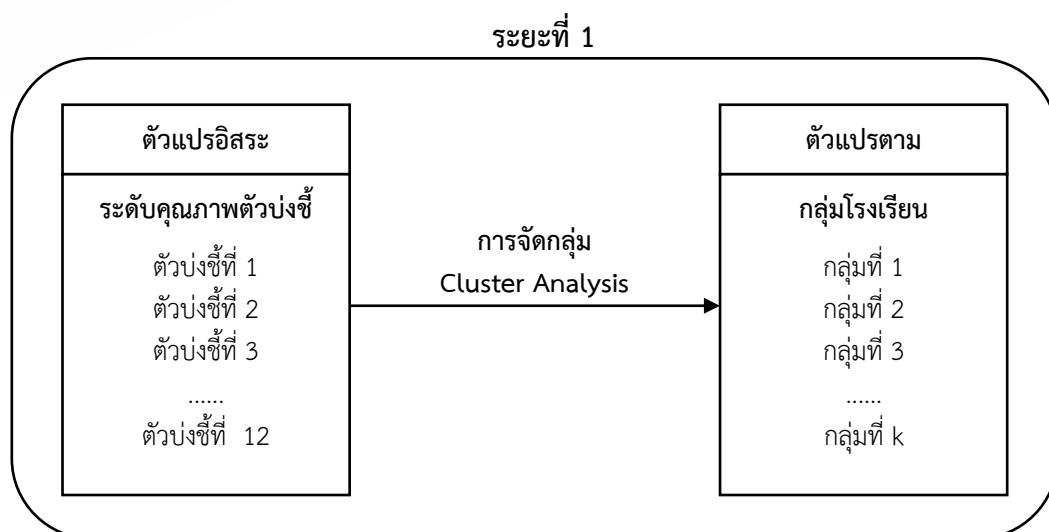 ระยะที่ 1
ตัวแปรอิสระ
ระดับคุณภาพตัวบ่งชี้
ตัวบ่งชี้ที่ 1
ตัวบ่งชี้ที่ 2
ตัวบ่งชี้ที่ 3
......
ตัวบ่งชี้ที่ 12
การจัดกลุ่ม
Cluster Analysis
ตัวแปรตาม
กลุ่มโรงเรียน
กลุ่มที่ 1
กลุ่มที่ 2
กลุ่มที่ 3
......
กลุ่มที่ k